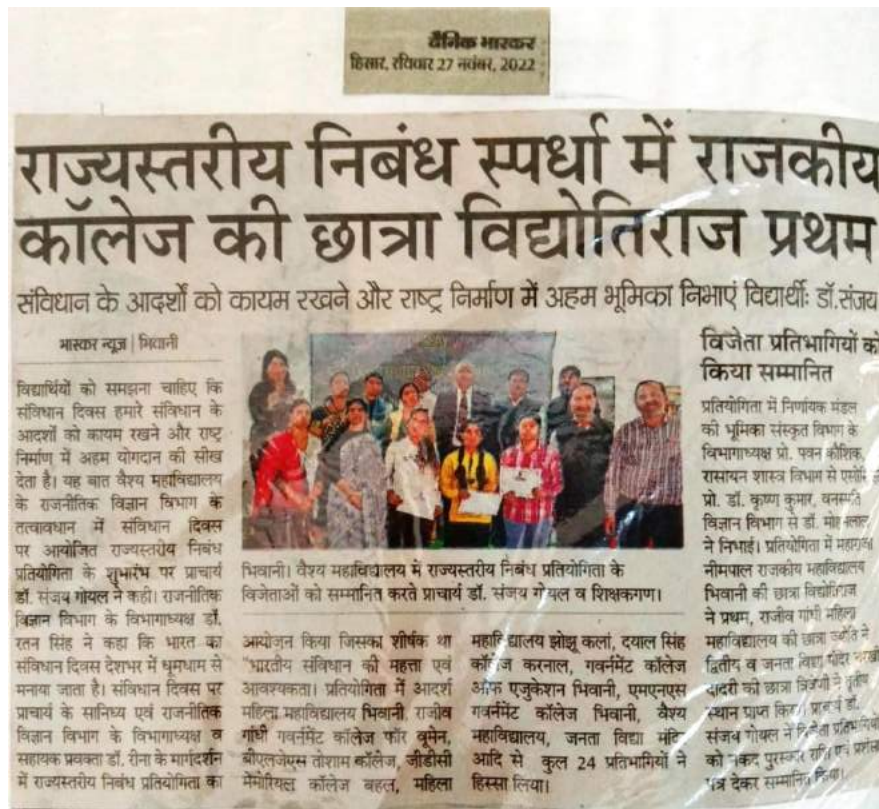 दैनिक भास्कर
हिसार, रविवार 27 नवंबर, 2022
राज्यस्तरीय निबंध स्पर्धा में राजकीय
कॉलेज की छात्रा विद्योतिराज प्रथम
संविधान के आदर्शों को कायम रखने और राष्ट्र निर्माण में अहम भूमिका निभाएं विद्यार्थी: डॉ.संजय
भास्कर न्यूज | भिवानी
विद्यार्थियों को समझना चाहिए कि
संविधान दिवस हमारे संविधान के
आदर्शों को कायम रखने और राष्ट्र
निर्माण में अहम योगदान की सीख
देता है। यह बात वैश्य महाविद्यालय
के राजनीतिक विज्ञान विभाग के
तत्वावधान में संविधान दिवस
पर आयोजित राज्यस्तरीय निबंध
प्रतियोगिता के शुभारंभ पर प्राचार्य
डॉ. संजय गोयल ने कही। राजनीतिक
विज्ञान विभाग के विभागाध्यक्ष डॉ.
रतन सिंह ने कहा कि भारत का
संविधान दिवस देशभर में धूमधाम से
मनाया जाता है। संविधान दिवस पर
प्राचार्य के सानिध्य एवं राजनीतिक
विज्ञान विभाग के विभागाध्यक्ष व
सहायक प्रवक्ता डॉ. रीना के मार्गदर्शन
में राज्यस्तरीय निबंध प्रतियोगिता का
भिवानी। वैश्य महाविद्यालय में राज्यस्तरीय निबंध प्रतियोगिता के
विजेताओं को सम्मानित करते प्राचार्य डॉ. संजय गोयल व शिक्षकगण।
आयोजन किया जिसका शीर्षक था
"भारतीय संविधान की महत्ता एवं
आवश्यकता। प्रतियोगिता में आदर्श
महिला महाविद्यालय भिवानी, राजीव
गांधी गवर्नमेंट कॉलेज फॉर वूमेन,
बीएलजेएस तोशाम कॉलेज, जीडीसी
मेमोरियल कॉलेज बहल, महिला
महाविद्यालय झोझू कलां, दयाल सिंह
कॉलेज करनाल, गवर्नमेंट कॉलेज
ऑफ एजुकेशन भिवानी, एमएनएस
गवर्नमेंट कॉलेज भिवानी, वैश्य
महाविद्यालय, जनता विद्या मंदिर
आदि से कुल 24 प्रतिभागियों ने
हिस्सा लिया।
विजेता प्रतिभागियों को
किया सम्मानित
प्रतियोगिता में निर्णायक मंडल
की भूमिका संस्कृत विभाग के
विभागाध्यक्ष प्रो. पवन कौशिक,
रसायन शास्त्र विभाग से
प्रो. डॉ. कृष्ण कुमार, वनस्पति
विज्ञान विभाग से डॉ. मोहनलाल
ने निभाई। प्रतियोगिता में महाराजा
नीमपाल राजकीय महाविद्यालय
भिवानी की छात्रा विद्योतिराज
ने प्रथम, राजीव गांधी महिला
महाविद्यालय की छात्रा ज्योति ने
द्वितीय व जनता विद्या मंदिर चरखी
दादरी की छात्रा ने तृतीय
स्थान प्राप्त किया। प्राचार्य डॉ.
संजय गोयल ने विजेता प्रतिभागियों
को नकद पुरस्कार राशि एवं प्रशंसा
पत्र देकर सम्मानित किया।